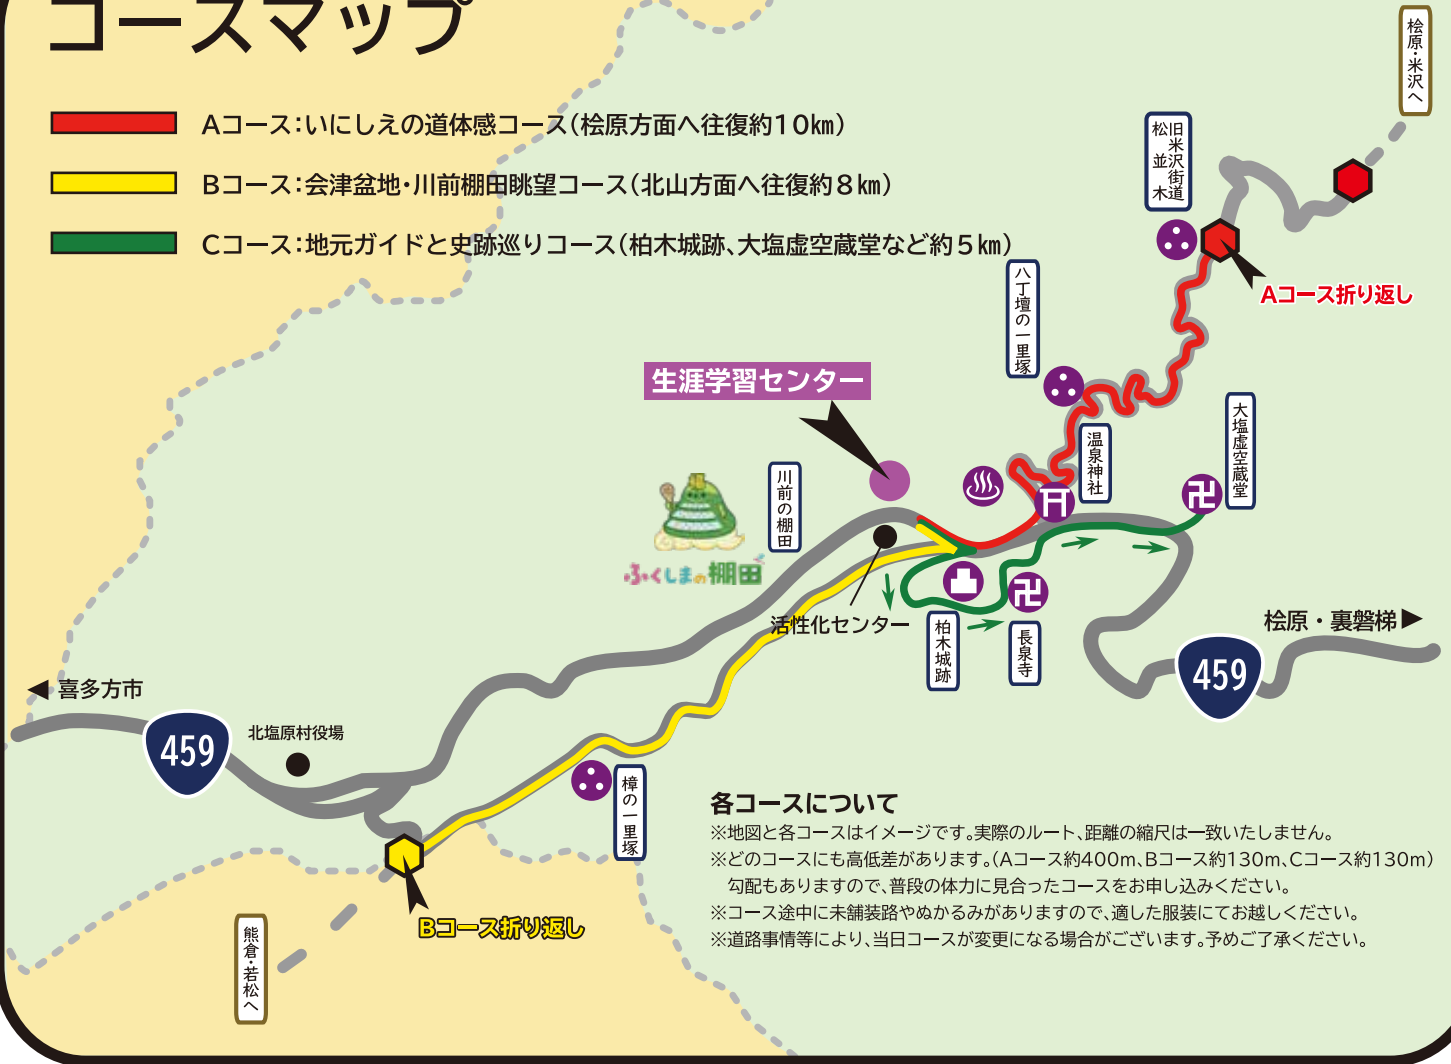 コースマップ
Aコース：いにしえの道体感コース（桧原方面へ往復約10㎞）
Bコース：会津盆地・川前棚田眺望コース（北山方面へ往復約8㎞）
Cコース：地元ガイドと史跡巡りコース（柏木城跡、大塩虚空蔵堂など約5㎞）
桧原・米沢へ
旧米沢街道
松並木
Aコース折り返し
八丁壇の一里塚
生涯学習センター
温泉神社
大塩虚空蔵堂
川前の棚田
ふくしまの棚田
活性化センター
柏木城跡
長泉寺
桧原・裏磐梯
459
喜多方市
459
北塩原村役場
樟の一里塚
Bコース折り返し
熊倉・若松へ
各コースについて
※地図と各コースはイメージです。実際のルート、距離の縮尺は一致いたしません。
※どのコースにも高低差があります。（Aコース約400m、Bコース約130m、Cコース約130m）
勾配もありますので、普段の体力に見合ったコースをお申し込みください。
※コース途中に未舗装路やぬかるみがありますので、適した服装にてお越しください。
※道路事情等により、当日コースが変更になる場合がございます。予めご了承ください。